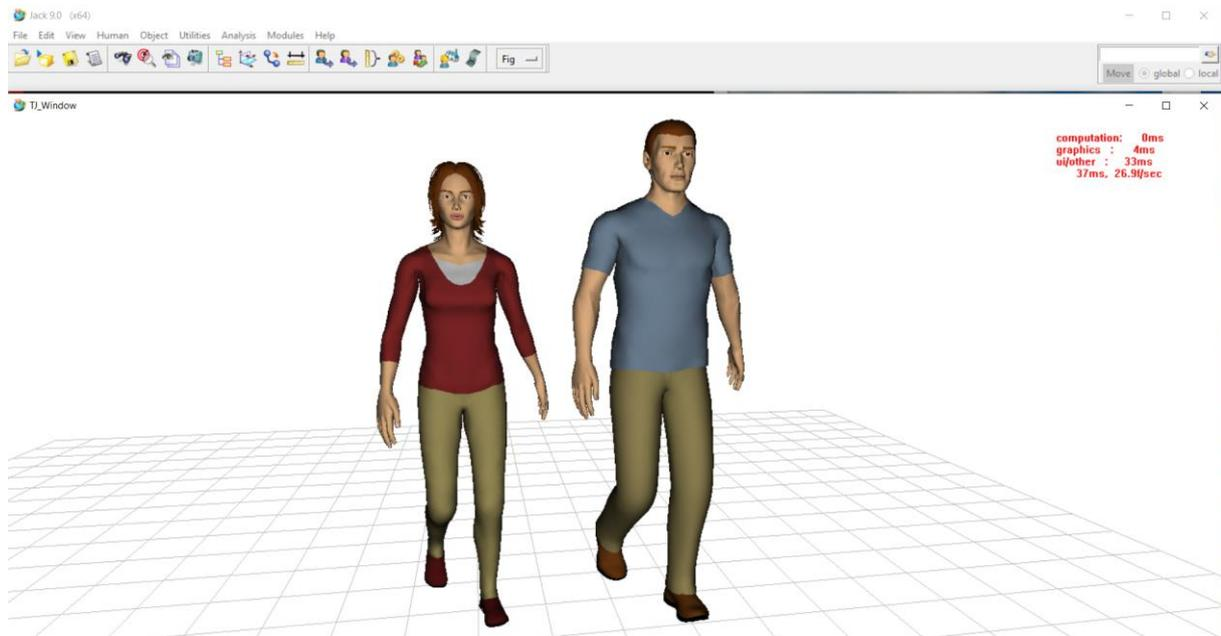 Jack 9.0 (x64)
File Edit View Human Object Utilities Analysis Modules Help
Fig
Move global local
TJ_Window
computation: 0ms
graphics : 4ms
ui/other : 33ms
37ms, 26.9f/sec